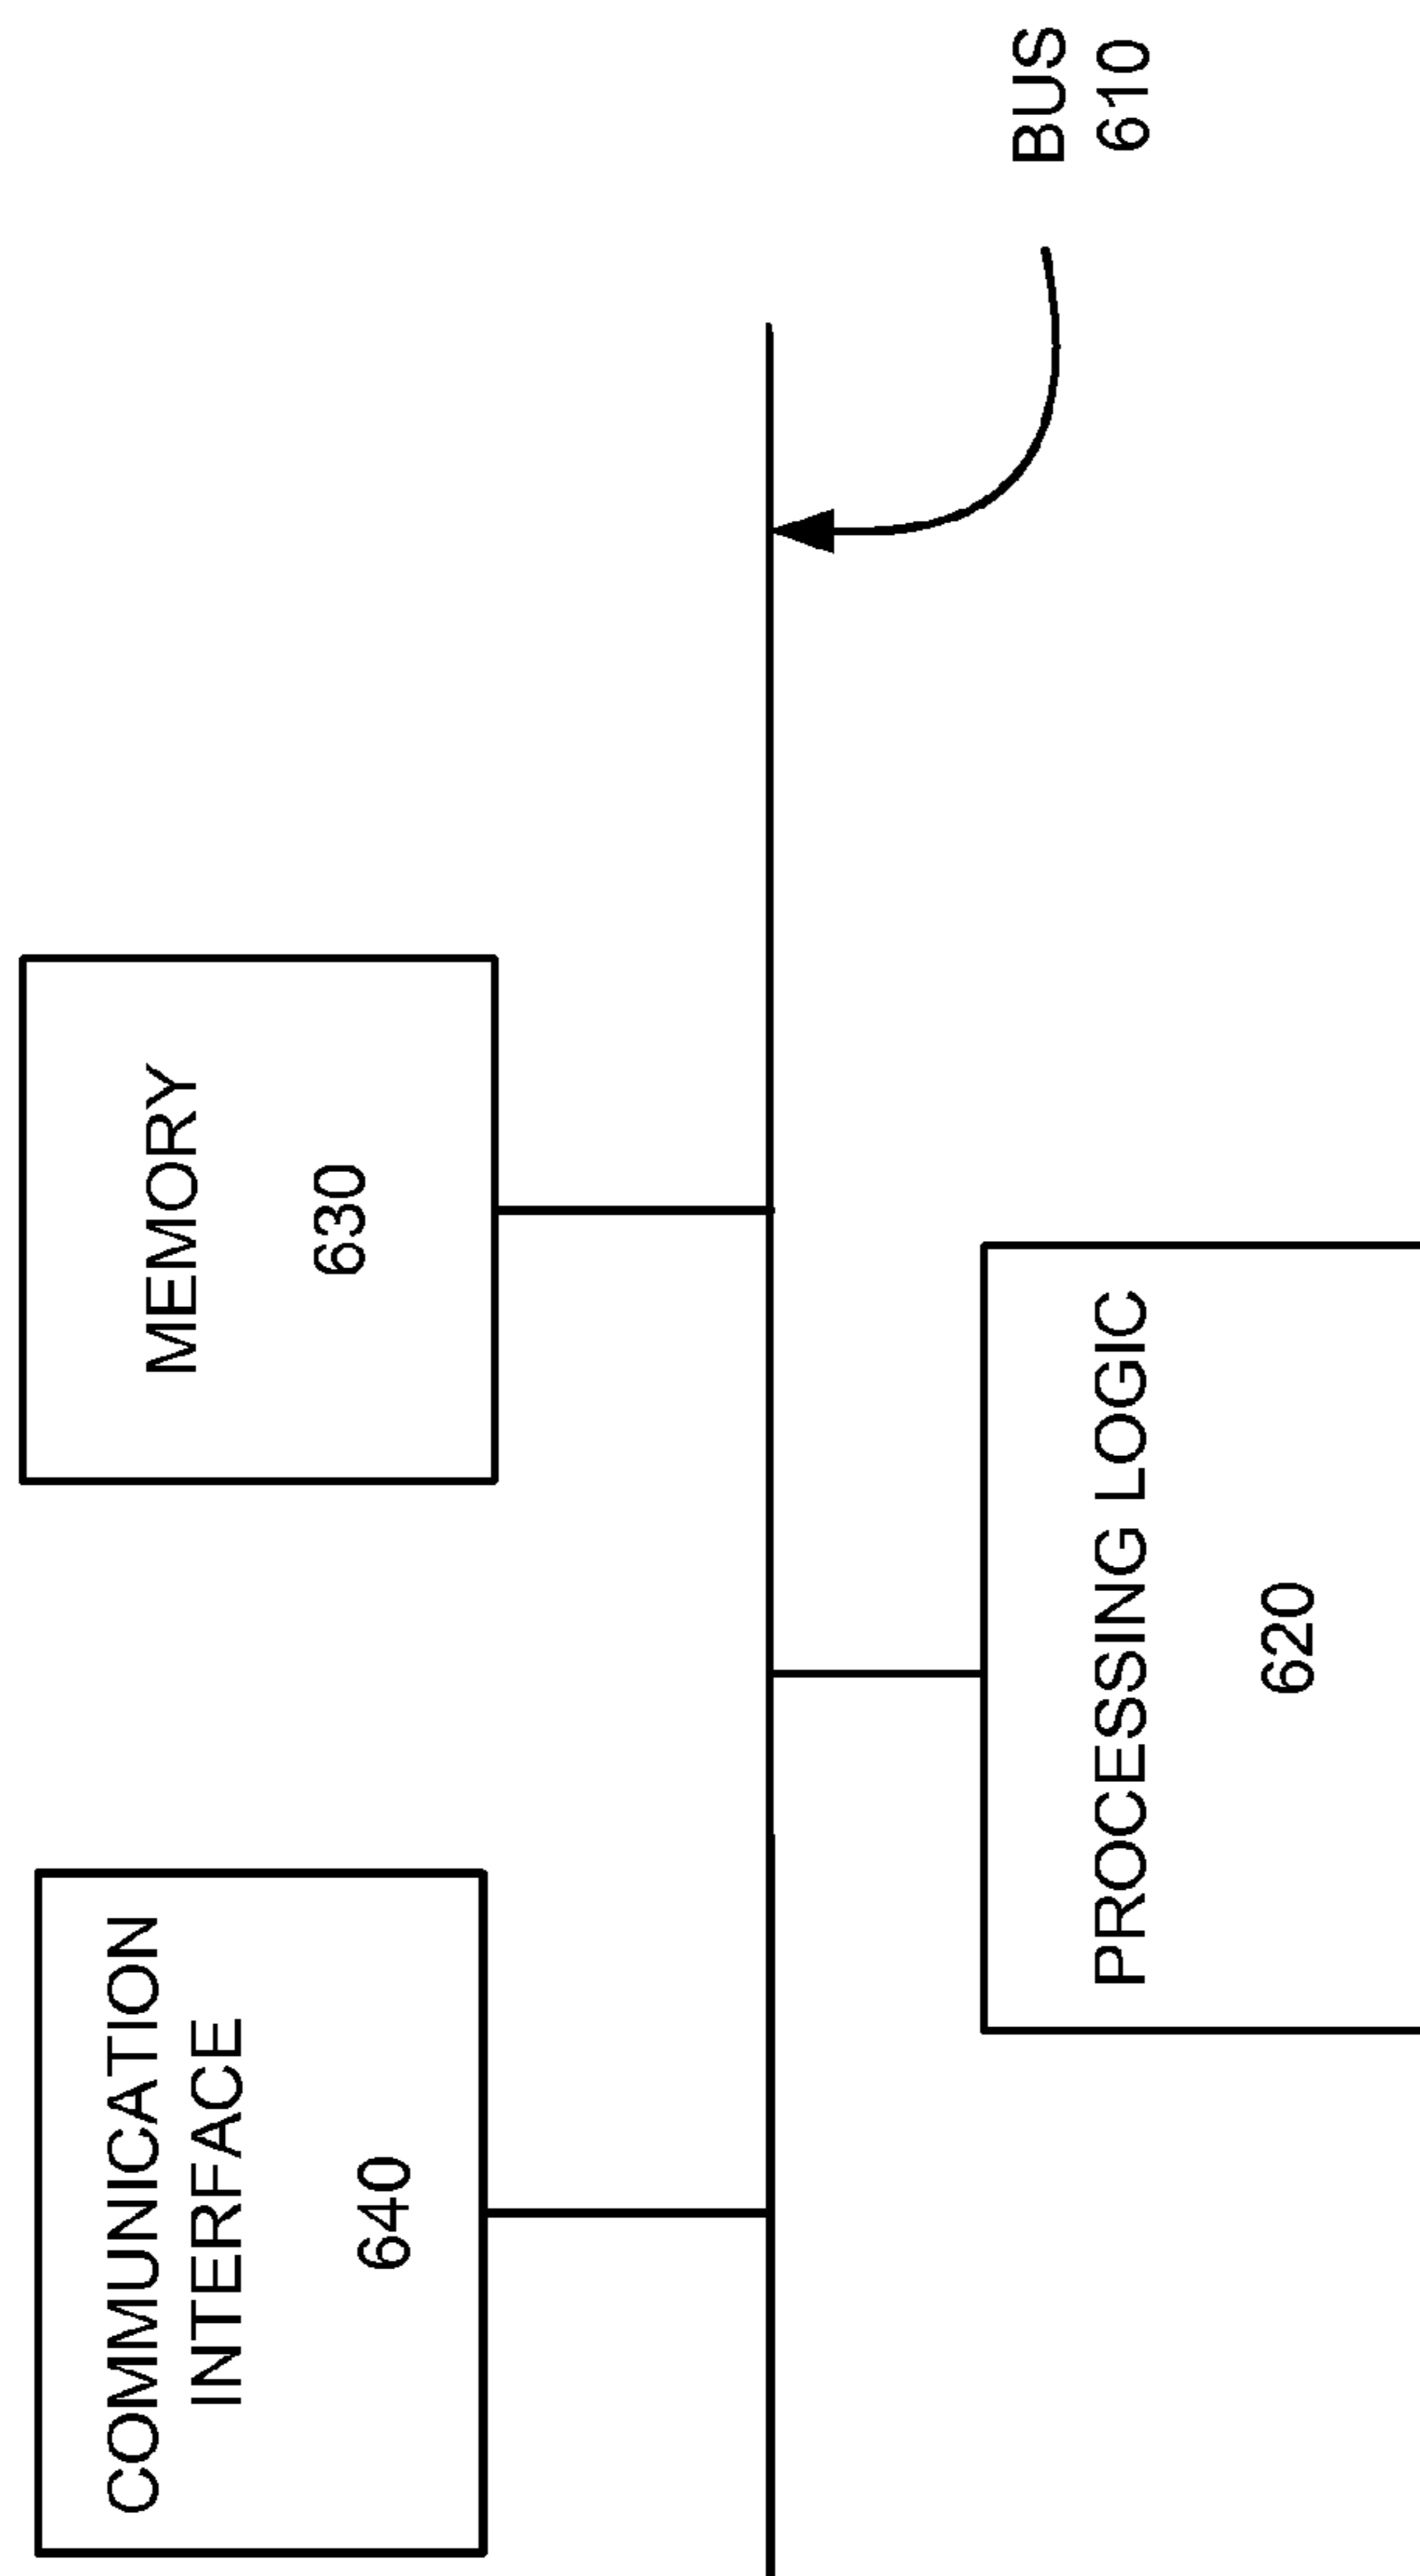 COMMUNICATION
INTERFACE
640
MEMORY
630
PROCESSING LOGIC
620
BUS
610